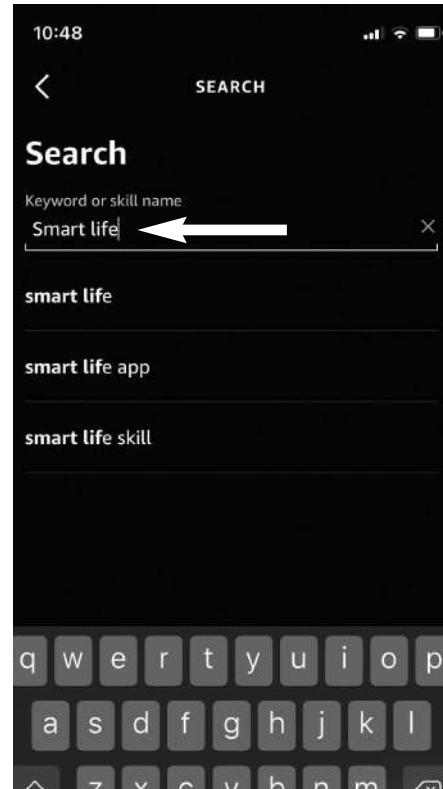 10:48
SEARCH
Search
Keyword or skill name
Smart life
smart life
smart life app
smart life skill
q w e r t y u i o p
a s d f g h j k l
z x c v b n m